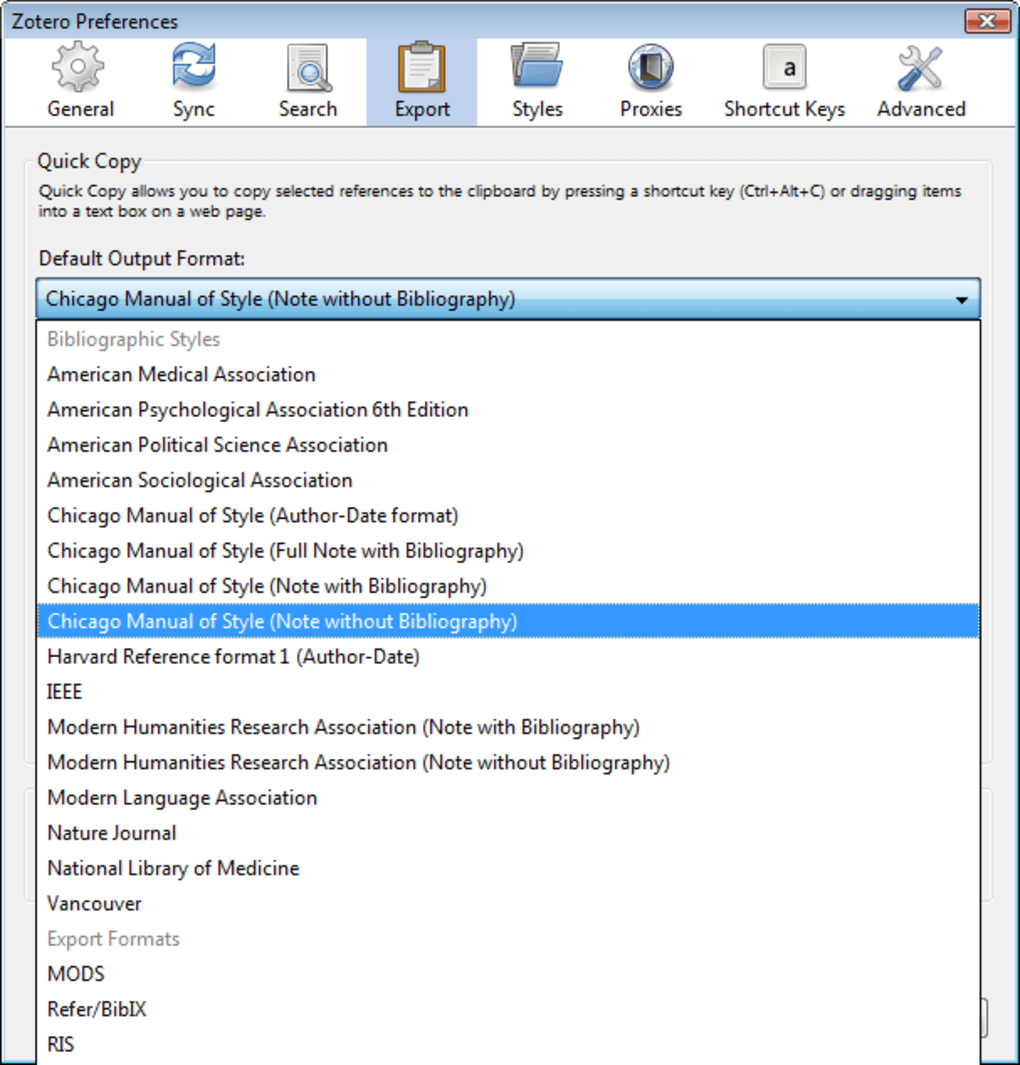 Zotero Preferences
General
Sync
Search
Export
Styles
Proxies
a
Shortcut Keys
Advanced
Quick Copy
Quick Copy allows you to copy selected references to the clipboard by pressing a shortcut key (Ctrl+Alt+C) or dragging items
into a text box on a web page.
Default Output Format:
Chicago Manual of Style (Note without Bibliography)
Bibliographic Styles
American Medical Association
American Psychological Association 6th Edition
American Political Science Association
American Sociological Association
Chicago Manual of Style (Author-Date format)
Chicago Manual of Style (Full Note with Bibliography)
Chicago Manual of Style (Note with Bibliography)
Chicago Manual of Style (Note without Bibliography)
Harvard Reference format 1 (Author-Date)
IEEE
Modern Humanities Research Association (Note with Bibliography)
Modern Humanities Research Association (Note without Bibliography)
Modern Language Association
Nature Journal
National Library of Medicine
Vancouver
Export Formats
MODS
Refer/BibIX
RIS